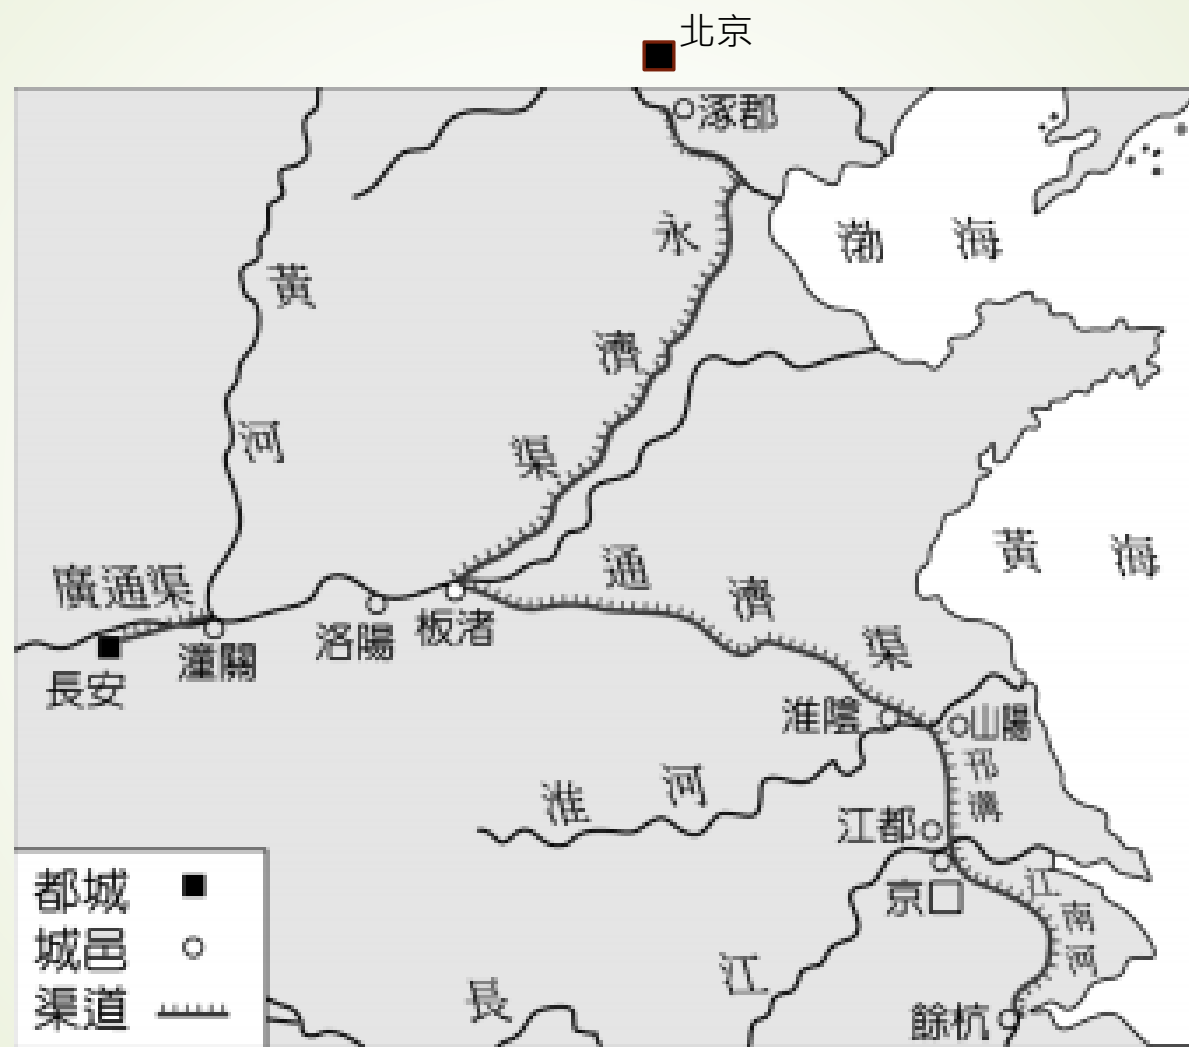 北京
涿郡
永濟渠
渤海
黃河
黃海
廣通渠
通濟渠
長安
潼關
洛陽
板渚
淮陰
山陽
邗溝
淮河
江都
京口
江南河
長江
餘杭
都城
城邑
渠道